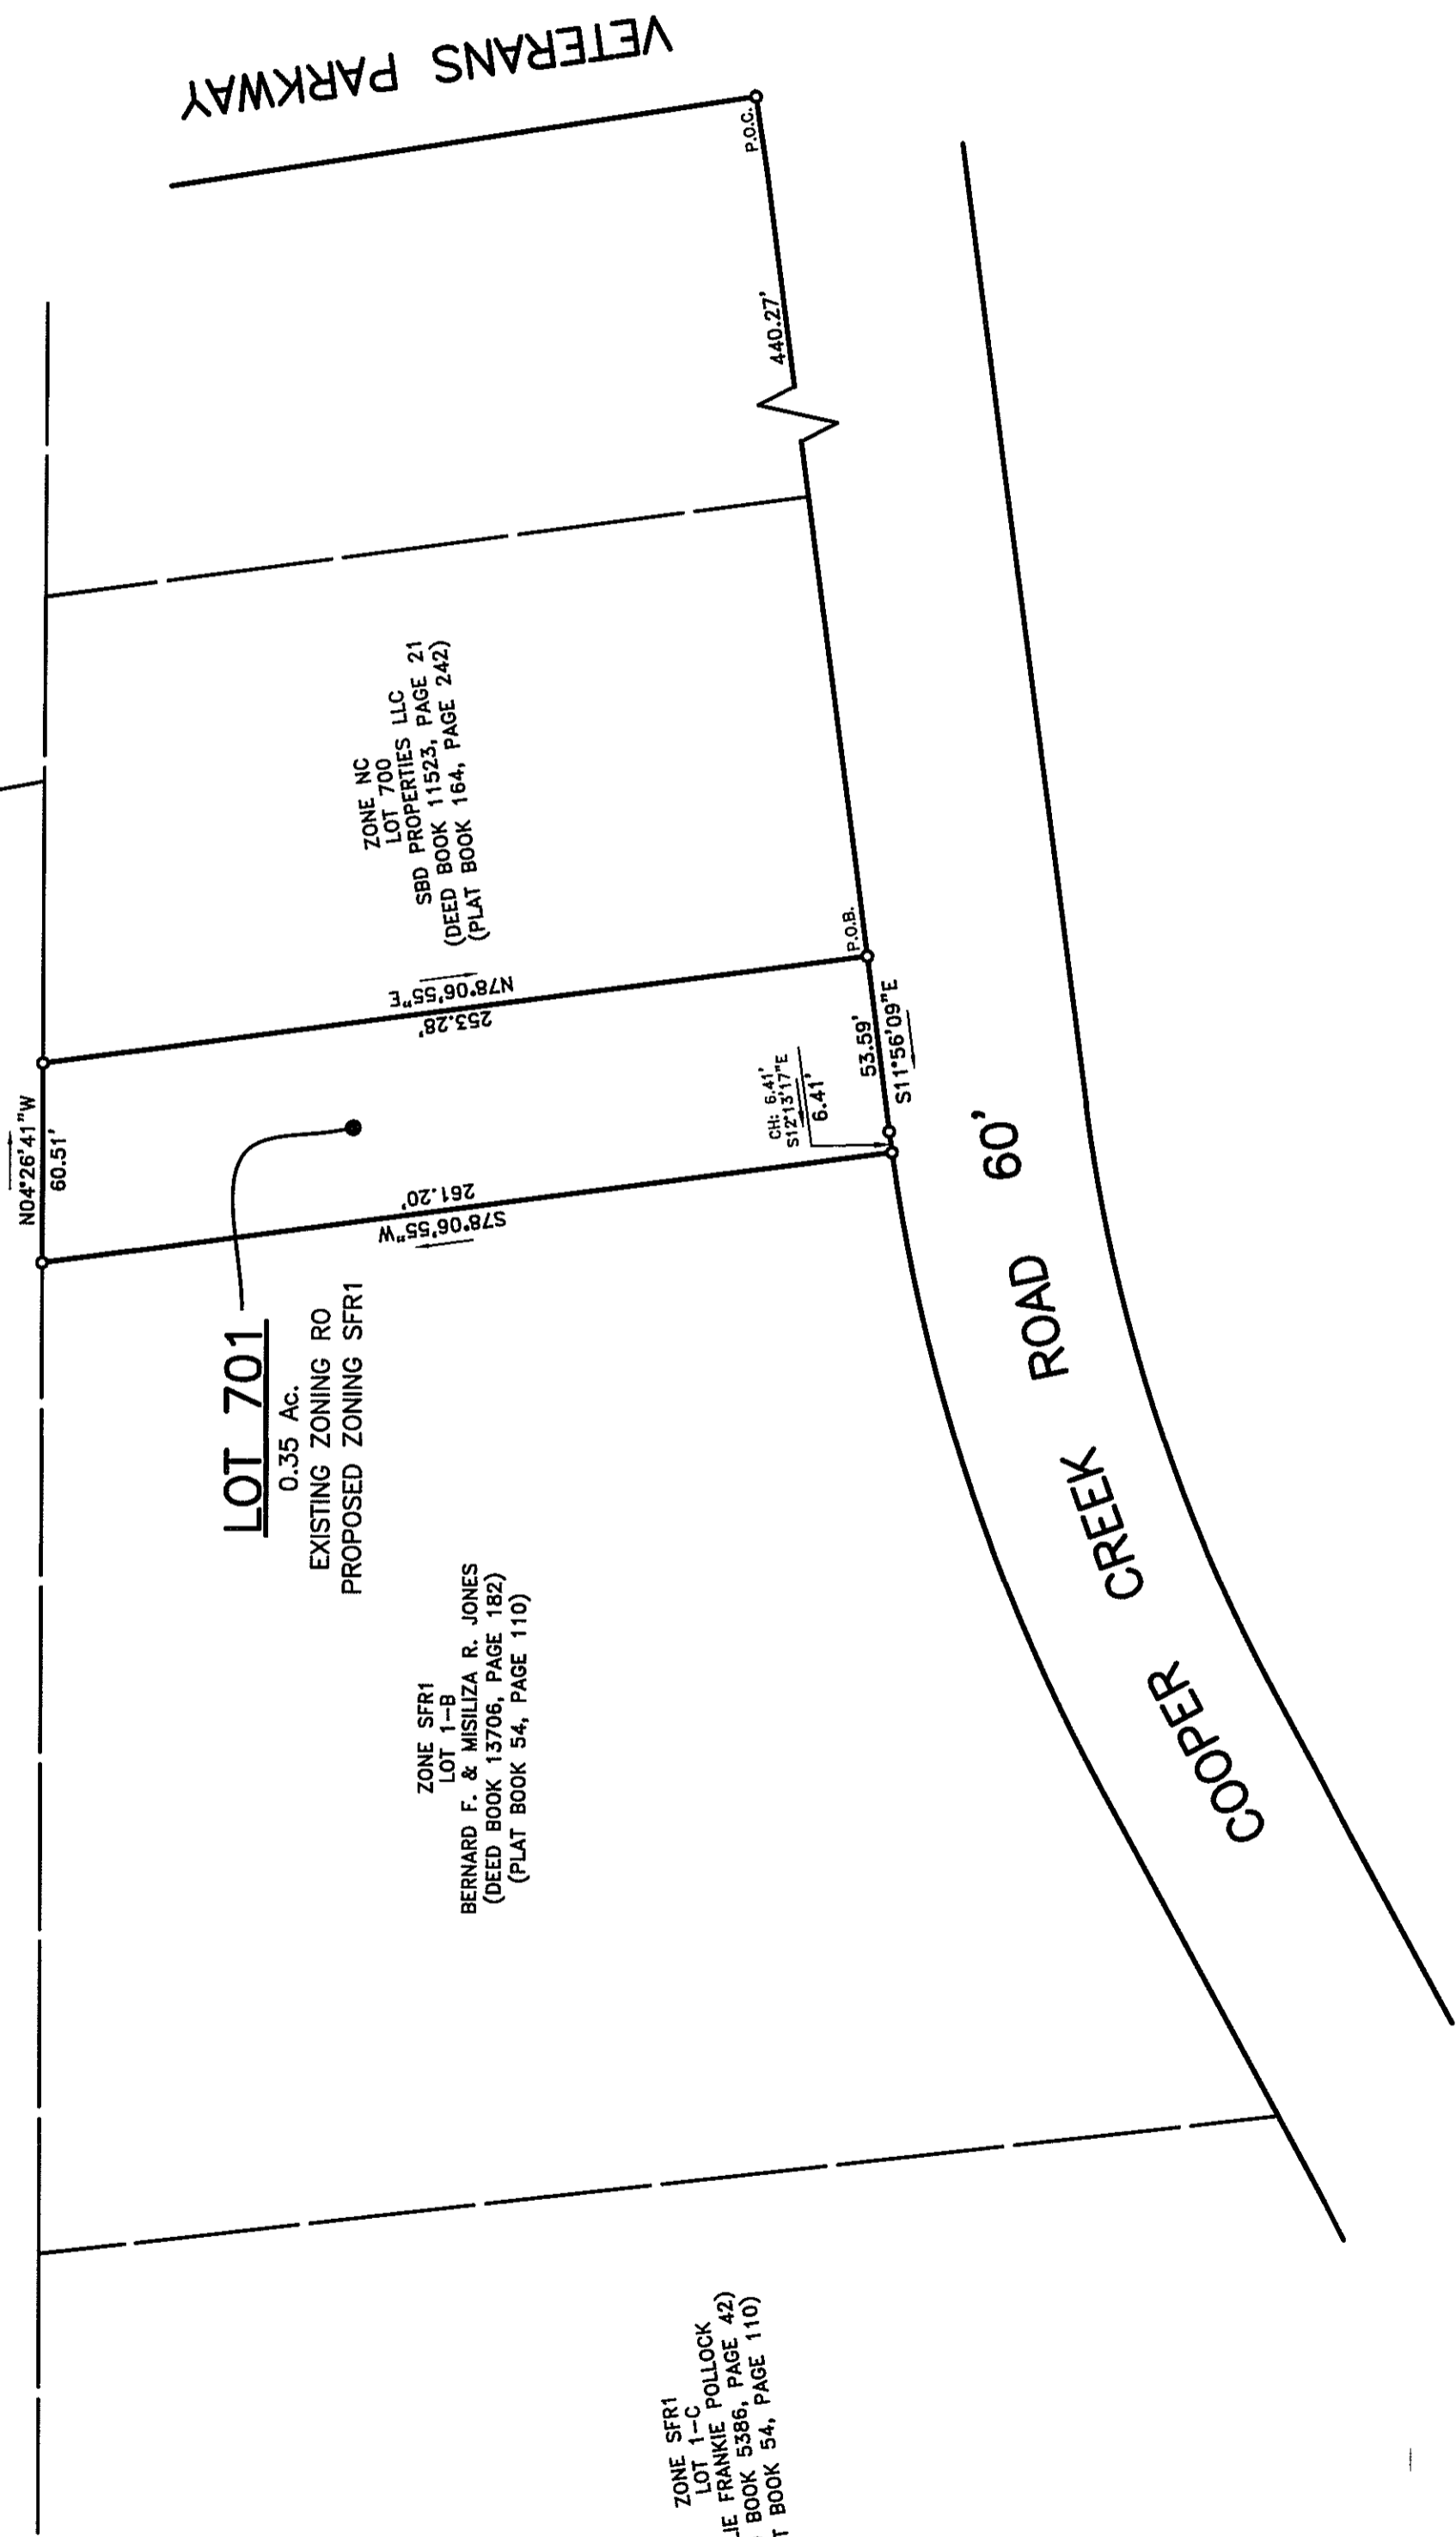 VETERANS PARKWAY
P.O.C.
440.27'
ZONE NC
LOT 700
SBD PROPERTIES LLC
(DEED BOOK 11523, PAGE 21
(PLAT BOOK 164, PAGE 242)
P.O.B.
N78°06'55"E
253.28'
N04°26'41"W
60.51'
53.59'
S11°56'09"E
CH: 6.41'
S12°13'17"E
6.41'
261.20'
S78°06'55"W
LOT 701
0.35 Ac.
EXISTING ZONING RO
PROPOSED ZONING SFR1
COOPER CREEK ROAD 60'
ZONE SFR1
LOT 1-B
BERNARD F. & MISILIZA R. JONES
(DEED BOOK 13706, PAGE 182)
(PLAT BOOK 54, PAGE 110)
ZONE SFR1
LOT 1-C
FRANKIE POLLOCK
BOOK 5386, PAGE 42)
BOOK 54, PAGE 110)